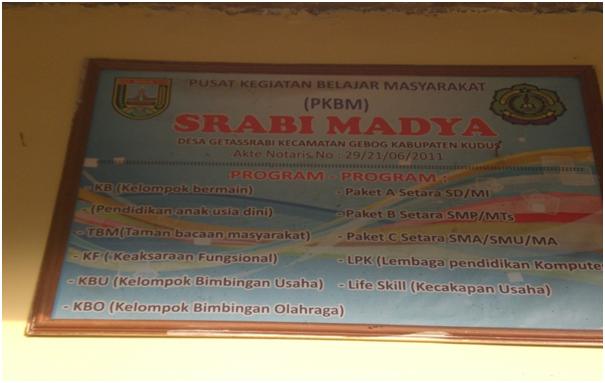 PUSAT KEGIATAN BELAJAR MASYARAKAT
(PKBM)
SRABI MADYA
DESA GETASSRABI KECAMATAN GEBOG KABUPATEN KUDUS
Akte Notaris No : 29/21/06/2011
PROGRAM - PROGRAM :
- KB (Kelompok bermain)
- (Pendidikan anak usia dini)
- TBM(Taman bacaan masyarakat)
- KF ( Keaksaraan Fungsional)
- KBU (Kelompok Bimbingan Usaha)
- KBO (Kelompok Bimbingan Olahraga)
- Paket A Setara SD/MI
- Paket B Setara SMP/MTs
- Paket C Setara SMA/SMU/MA
- LPK (Lembaga pendidikan Komputer
- Life Skill (Kecakapan Usaha)